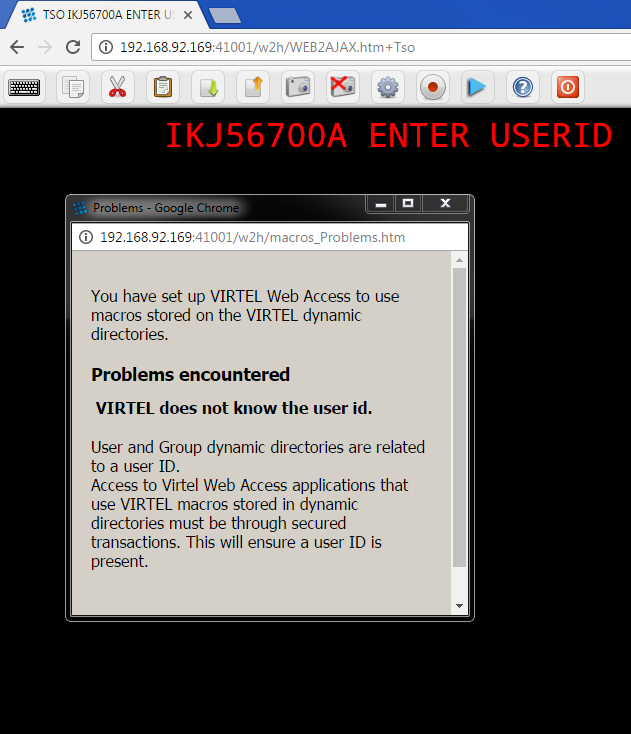 TSO IKJ56700A ENTER US
192.168.92.169:41001/w2h/WEB2AJAX.htm+Tso
IKJ56700A ENTER USERID
Problems - Google Chrome
192.168.92.169:41001/w2h/macros_Problems.htm
You have set up VIRTEL Web Access to use
macros stored on the VIRTEL dynamic
directories.
Problems encountered
VIRTEL does not know the user id.
User and Group dynamic directories are related
to a user ID.
Access to Virtel Web Access applications that
use VIRTEL macros stored in dynamic
directories must be through secured
transactions. This will ensure a user ID is
present.